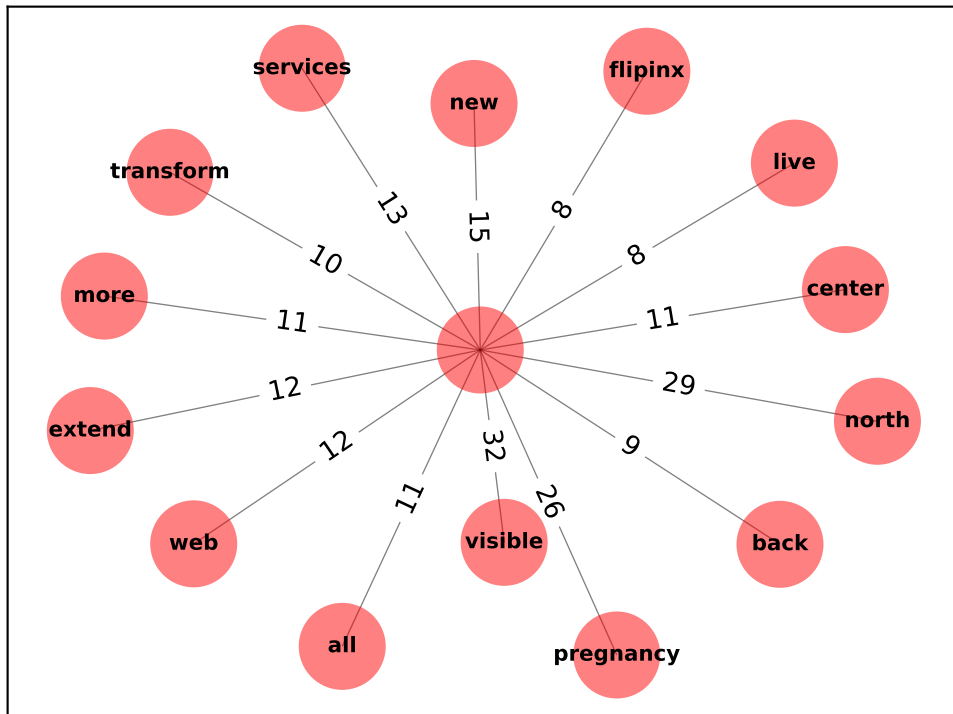 services
flipinx
new
live
transform
13
15
8
8
10
center
more
11
11
29
12
north
extend
12
32
9
11
26
web
visible
back
all
pregnancy